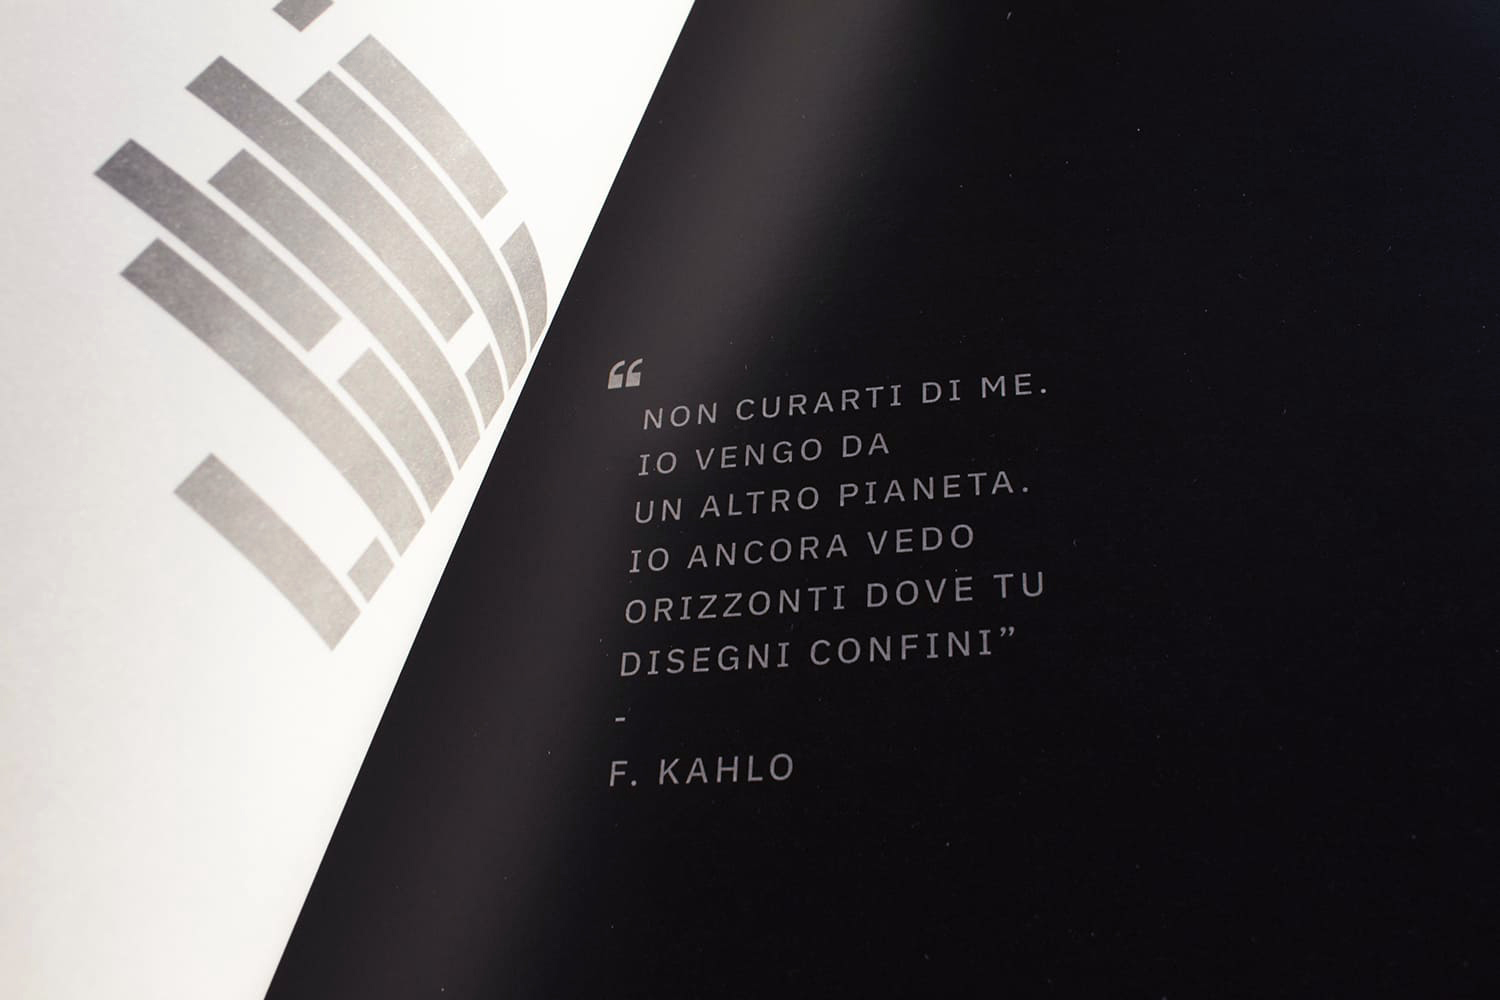 “
NON CURARTI DI ME.
IO VENGO DA
UN ALTRO PIANETA.
IO ANCORA VEDO
ORIZZONTI DOVE TU
DISEGNI CONFINI”
-
F. KAHLO